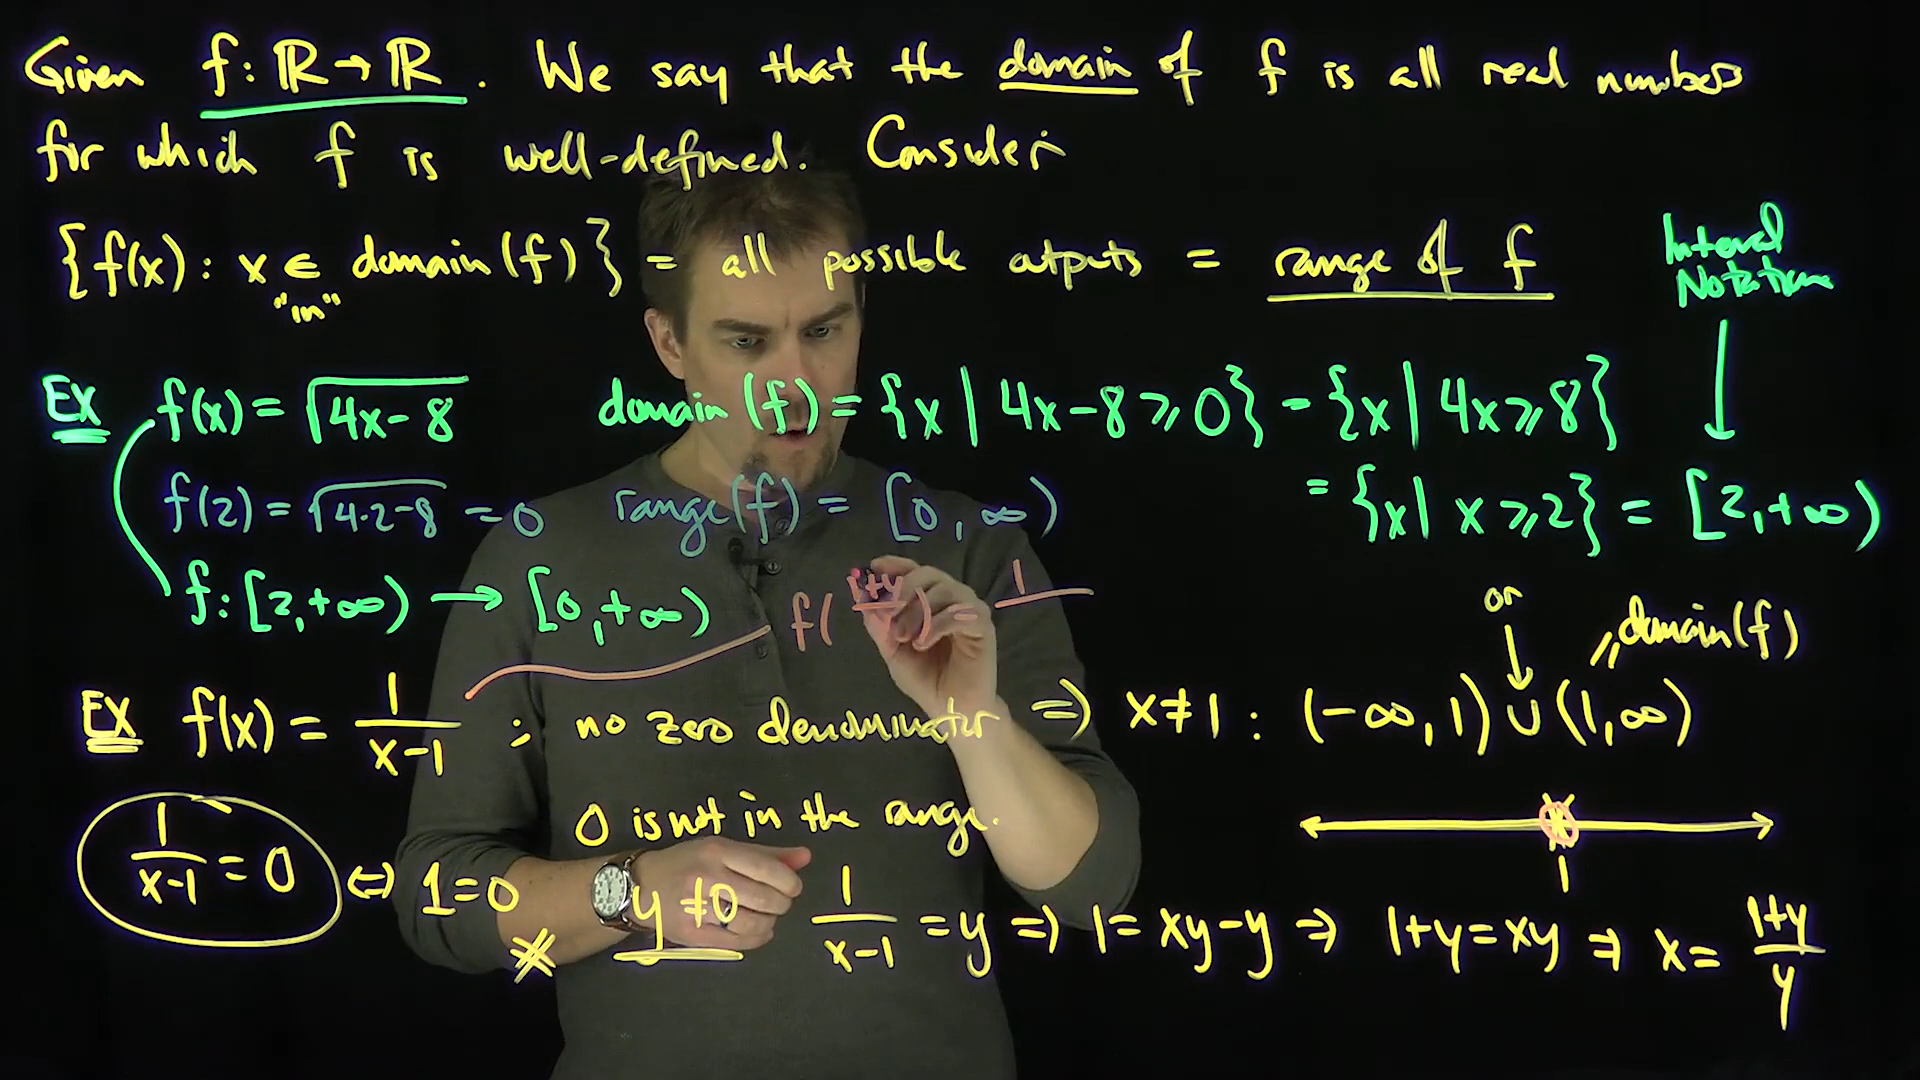 Given f: ℝ → ℝ. We say that the domain of f is all real numbers
for which f is well-defined. Consider
{f(x) : x ∈ domain(f)} = all possible outputs = range of f
"in"
Interval
Notation
EX f(x) = √(4x-8) domain(f) = {x | 4x-8 ⩾ 0} = {x | 4x ⩾ 8}
= {x | x ⩾ 2} = [2, +∞)
f(2) = √(4·2-8) = 0 range(f) = [0, ∞)
f: [2, +∞) → [0, +∞) f( 1+y ) = 1
or
domain(f)
EX f(x) = 1/(x-1) : no zero denominator ⇒ x ≠ 1 : (-∞, 1) ∪ (1, ∞)
0 is not in the range.
1/(x-1) = 0 ⇔ 1 = 0
1
y ≠ 0 1/(x-1) = y ⇒ 1 = xy - y ⇒ 1+y = xy ⇒ x = (1+y)/y